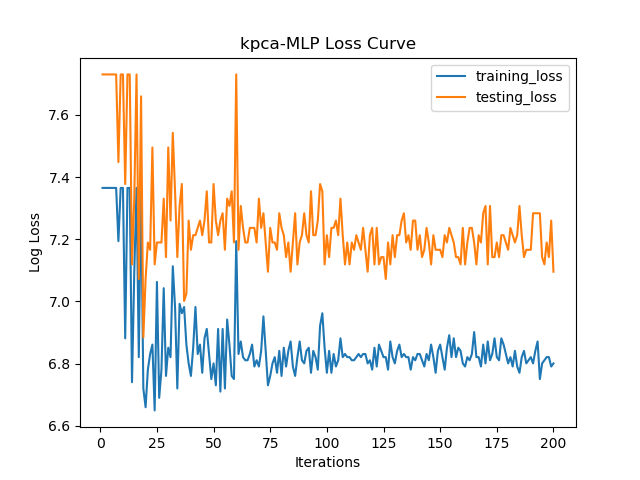 kpca-MLP Loss Curve
training_loss
testing_loss
Log Loss
7.6
7.4
7.2
7.0
6.8
6.6
0 25 50 75 100 125 150 175 200
Iterations